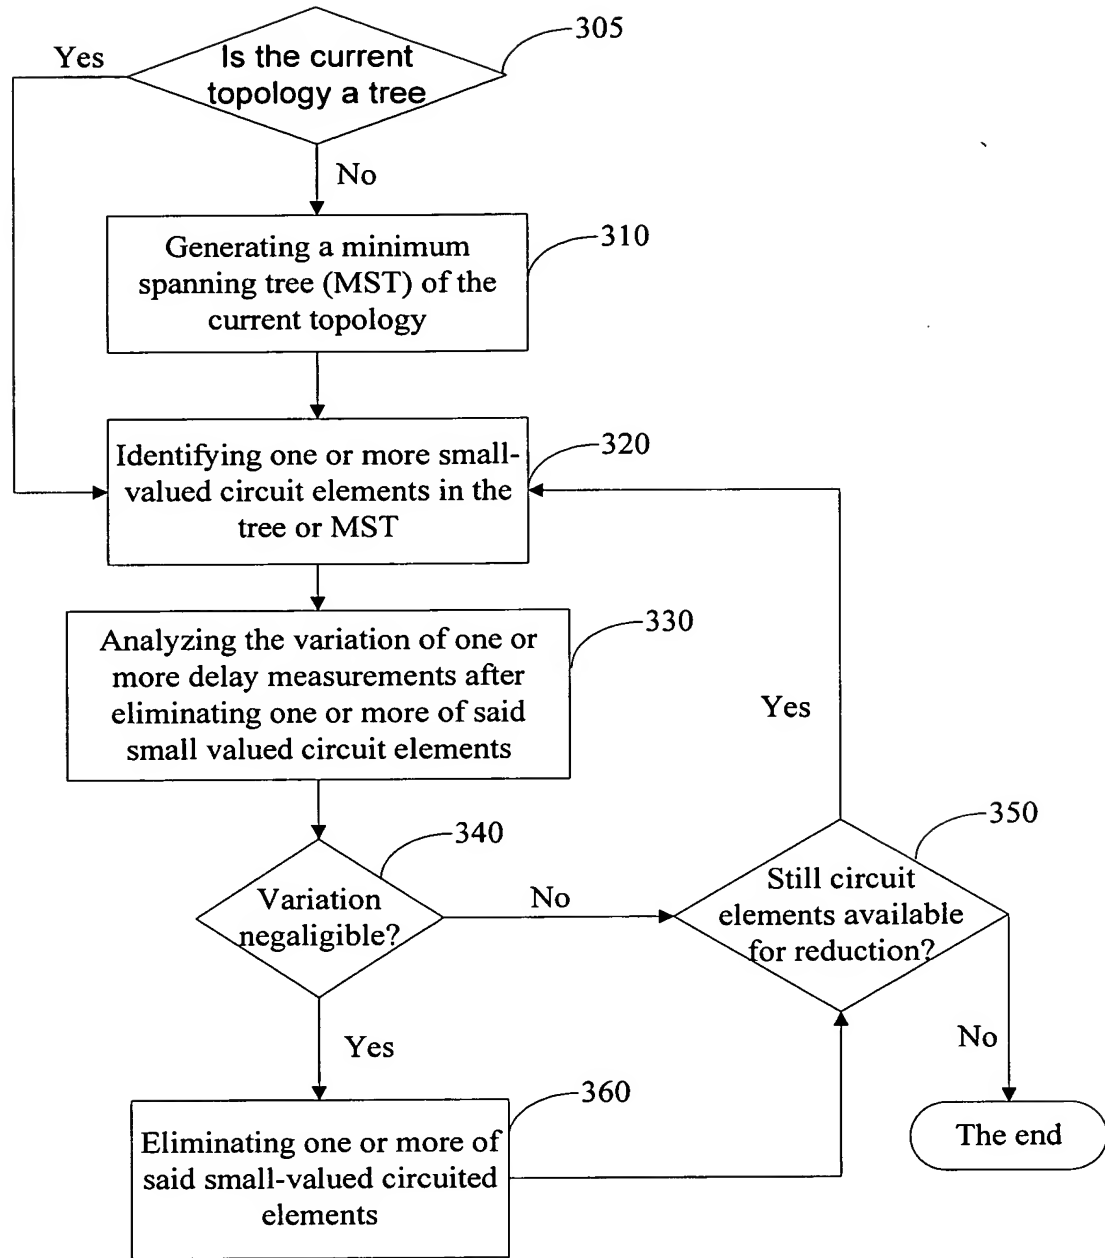 305
Yes
Is the current
topology a tree
No
310
Generating a minimum
spanning tree (MST) of the
current topology
320
Identifying one or more small-
valued circuit elements in the
tree or MST
330
Analyzing the variation of one or
more delay measurements after
eliminating one or more of said
small valued circuit elements
Yes
340
350
Variation
negaligible?
No
Still circuit
elements available
for reduction?
Yes
No
360
Eliminating one or more of
said small-valued circuited
elements
The end